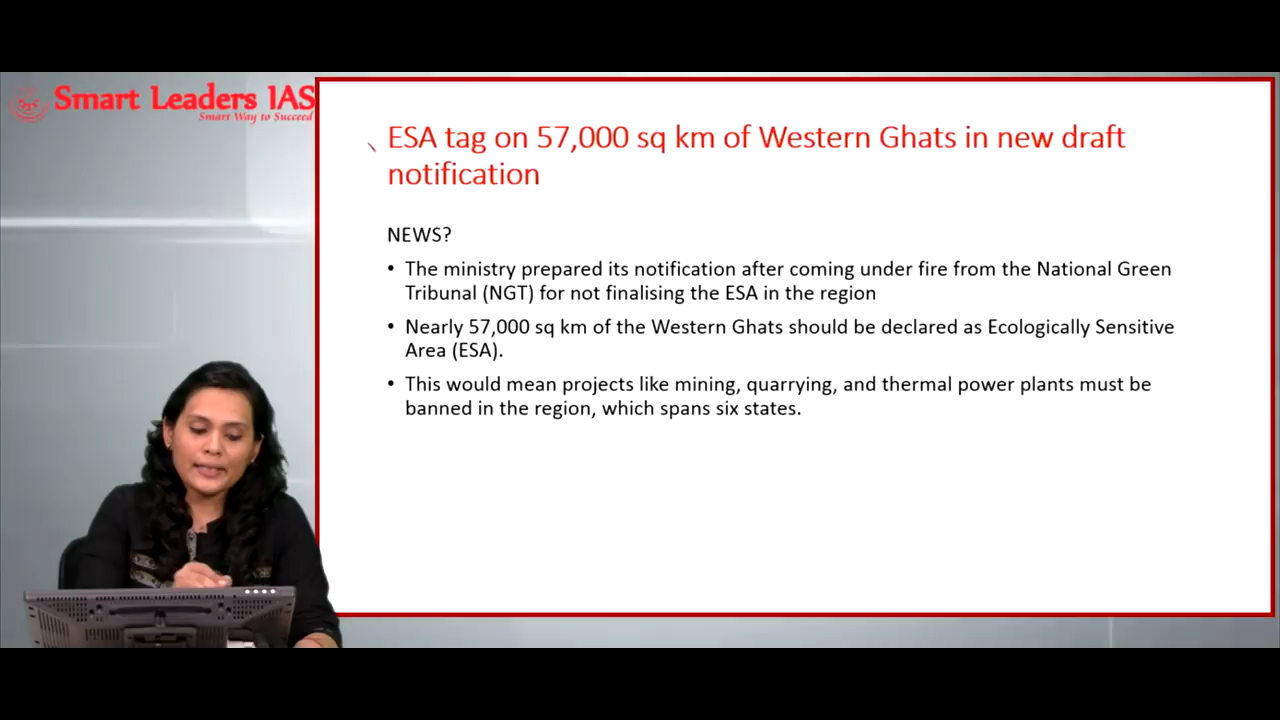 Smart Leaders IAS
Smart Way to Succeed
ESA tag on 57,000 sq km of Western Ghats in new draft
notification
NEWS?
• The ministry prepared its notification after coming under fire from the National Green
Tribunal (NGT) for not finalising the ESA in the region
• Nearly 57,000 sq km of the Western Ghats should be declared as Ecologically Sensitive
Area (ESA).
• This would mean projects like mining, quarrying, and thermal power plants must be
banned in the region, which spans six states.